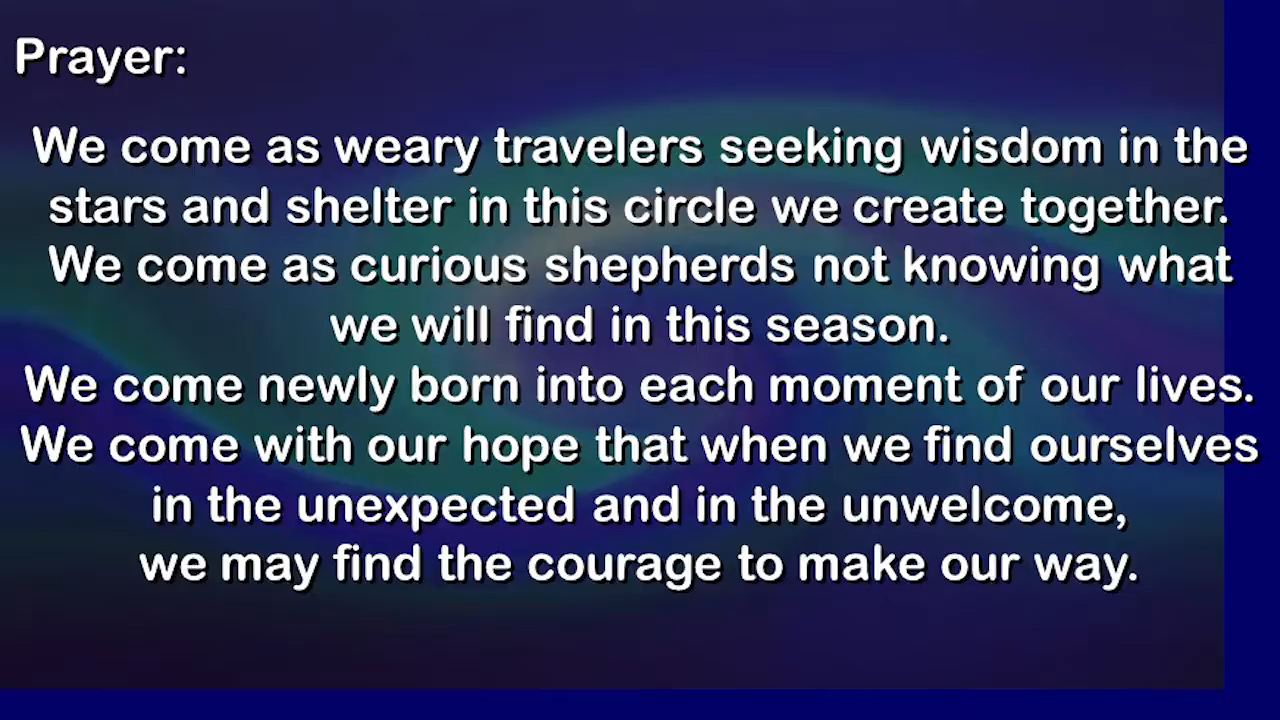 Prayer:
We come as weary travelers seeking wisdom in the
stars and shelter in this circle we create together.
We come as curious shepherds not knowing what
we will find in this season.
We come newly born into each moment of our lives.
We come with our hope that when we find ourselves
in the unexpected and in the unwelcome,
we may find the courage to make our way.